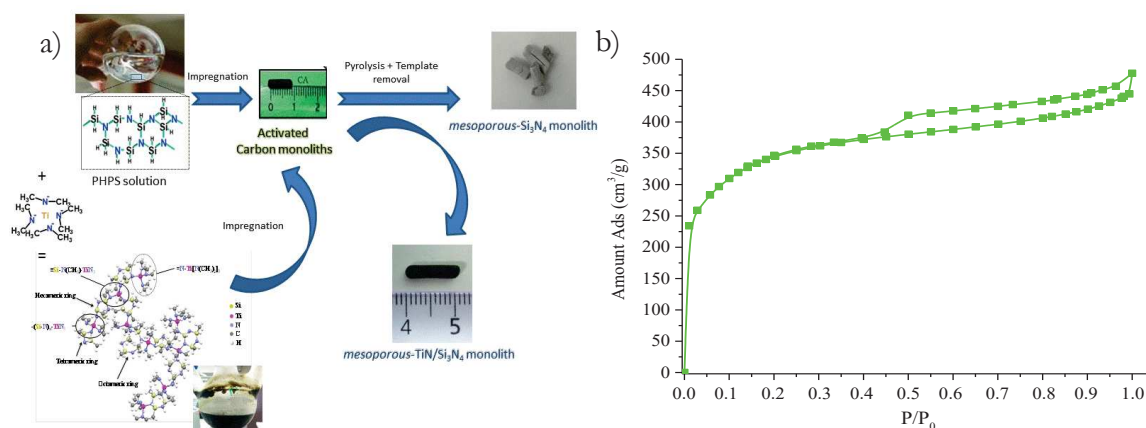 a)
Impregnation
CA
0 1 2
Activated
Carbon monoliths
Pyrolysis + Template
removal
mesoporous-Si₃N₄ monolith
PHPS solution
+
Ti
=
Impregnation
Tetrameric ring
Octameric ring
Si
Ti
N
C
H
4 5
mesoporous-TiN/Si₃N₄ monolith
b)
Amount Ads (cm³/g)
500
450
400
350
300
250
200
150
100
50
0
0.0 0.1 0.2 0.3 0.4 0.5 0.6 0.7 0.8 0.9 1.0
P/P₀